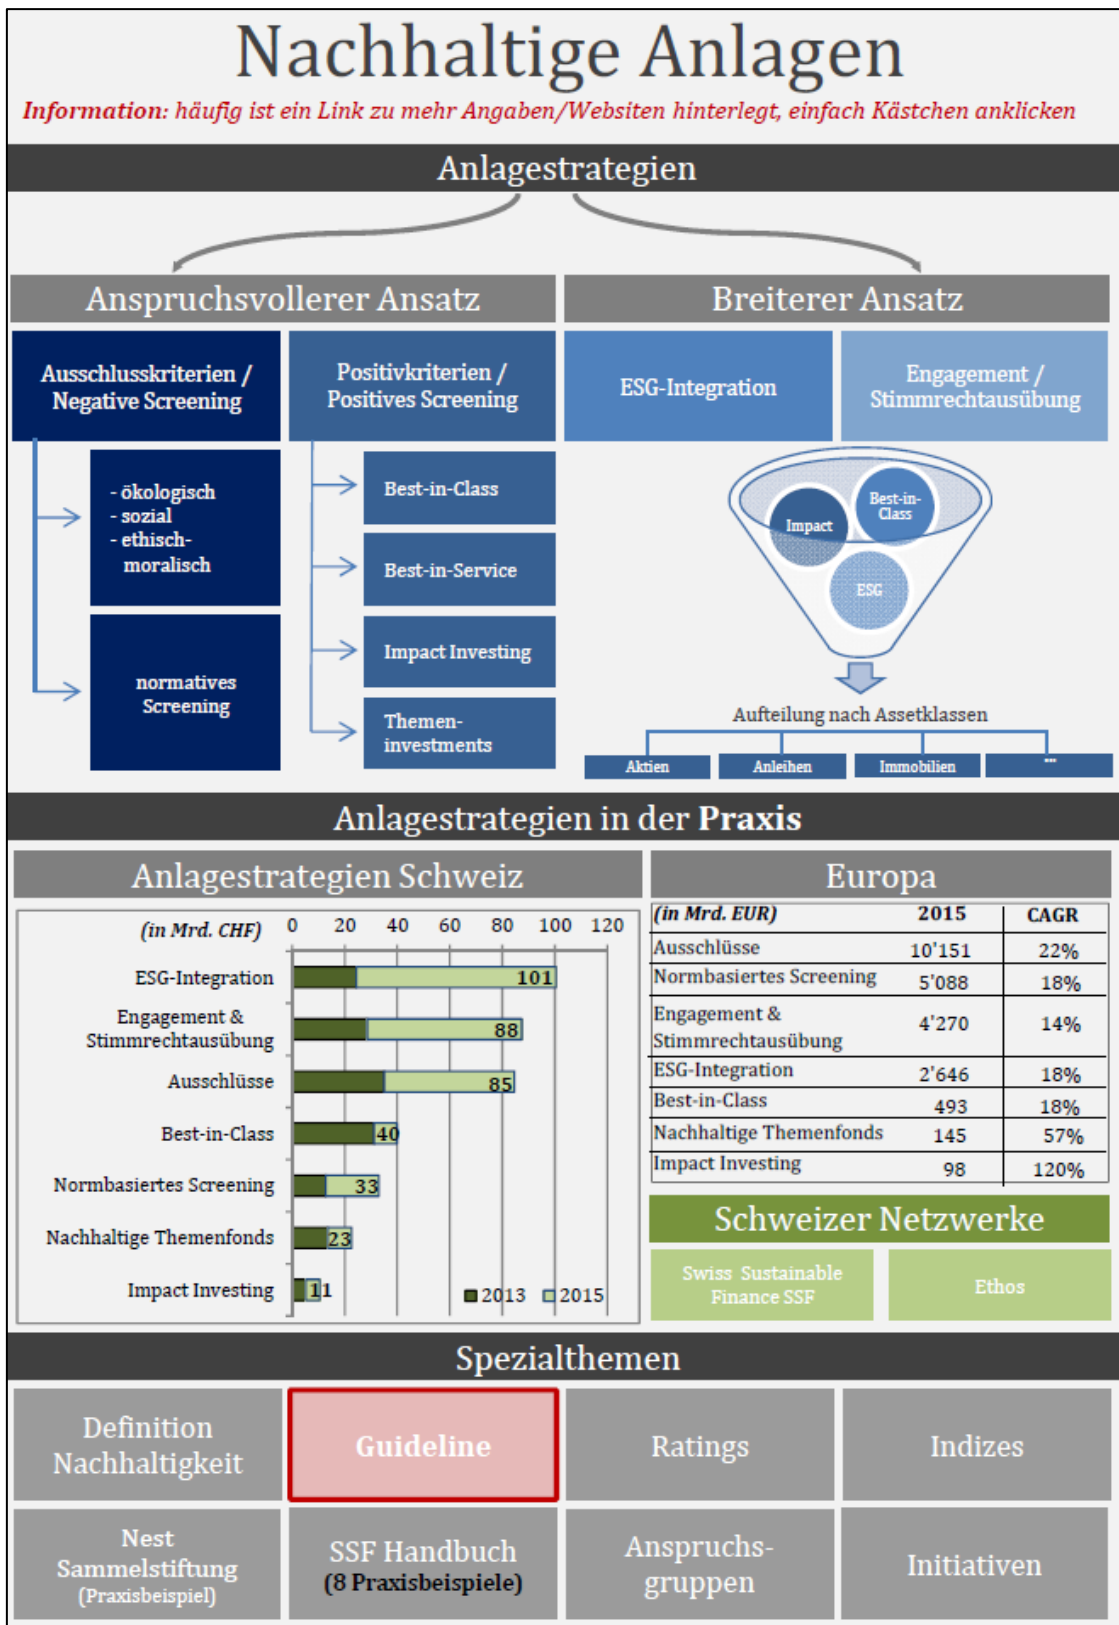 Nachhaltige Anlagen
Information: häufig ist ein Link zu mehr Angaben/Websiten hinterlegt, einfach Kästchen anklicken
Anlagestrategien
Anspruchsvollerer Ansatz
Breiterer Ansatz
Ausschlusskriterien /
Negative Screening
Positivkriterien /
Positives Screening
ESG-Integration
Engagement /
Stimmrechtausübung
- ökologisch
- sozial
- ethisch-
moralisch
normatives
Screening
Best-in-Class
Best-in-Service
Impact Investing
Themen-
investments
Impact
Best-in-
Class
ESG
Aufteilung nach Assetklassen
Aktien
Anleihen
Immobilien
...
Anlagestrategien in der Praxis
Anlagestrategien Schweiz
(in Mrd. CHF) 0 20 40 60 80 100 120
ESG-Integration 101
Engagement &
Stimmrechtausübung 88
Ausschlüsse 85
Best-in-Class 40
Normbasiertes Screening 33
Nachhaltige Themenfonds 23
Impact Investing 11
2013 2015
Europa
(in Mrd. EUR) 2015 CAGR
Ausschlüsse 10'151 22%
Normbasiertes Screening 5'088 18%
Engagement &
Stimmrechtausübung 4'270 14%
ESG-Integration 2'646 18%
Best-in-Class 493 18%
Nachhaltige Themenfonds 145 57%
Impact Investing 98 120%
Schweizer Netzwerke
Swiss Sustainable
Finance SSF
Ethos
Spezialthemen
Definition
Nachhaltigkeit
Guideline
Ratings
Indizes
Nest
Sammelstiftung
(Praxisbeispiel)
SSF Handbuch
(8 Praxisbeispiele)
Anspruchs-
gruppen
Initiativen